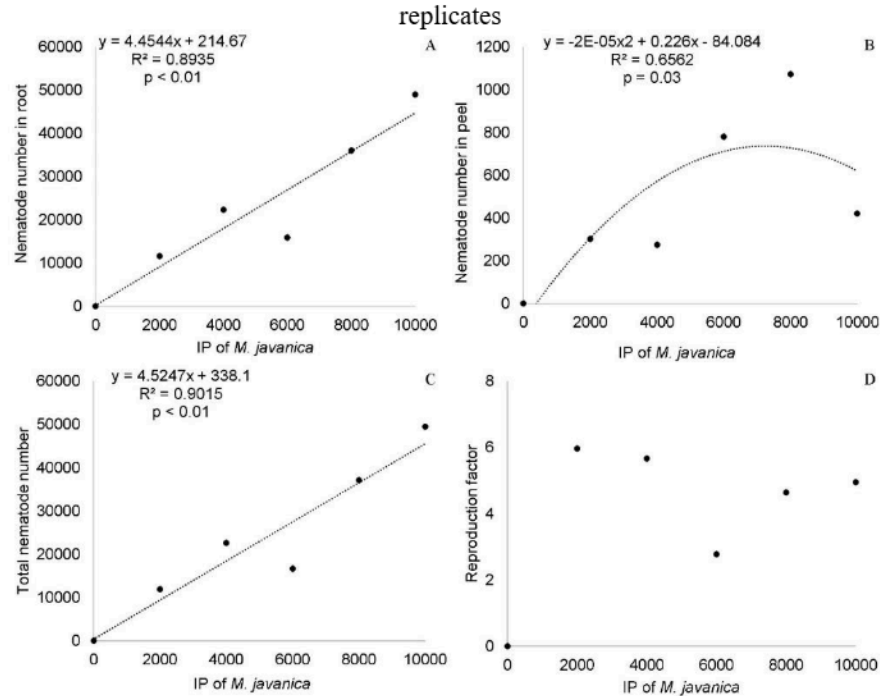 replicates
y = 4.4544x + 214.67
R² = 0.8935
p < 0.01
A
Nematode number in root
60000
50000
40000
30000
20000
10000
0
0 2000 4000 6000 8000 10000
IP of M. javanica
y = -2E-05x2 + 0.226x - 84.084
R² = 0.6562
p = 0.03
B
Nematode number in peel
1200
1000
800
600
400
200
0
0 2000 4000 6000 8000 10000
IP of M. javanica
y = 4.5247x + 338.1
R² = 0.9015
p < 0.01
C
Total nematode number
60000
50000
40000
30000
20000
10000
0
0 2000 4000 6000 8000 10000
IP of M. javanica
D
Reproduction factor
8
6
4
2
0
0 2000 4000 6000 8000 10000
IP of M. javanica